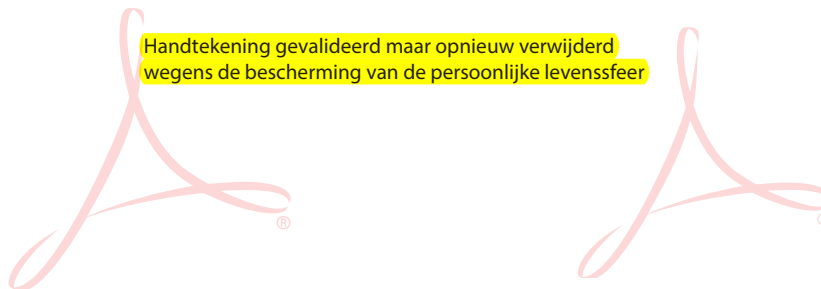 Handtekening gevalideerd maar opnieuw verwijderd
wegens de bescherming van de persoonlijke levenssfeer
®